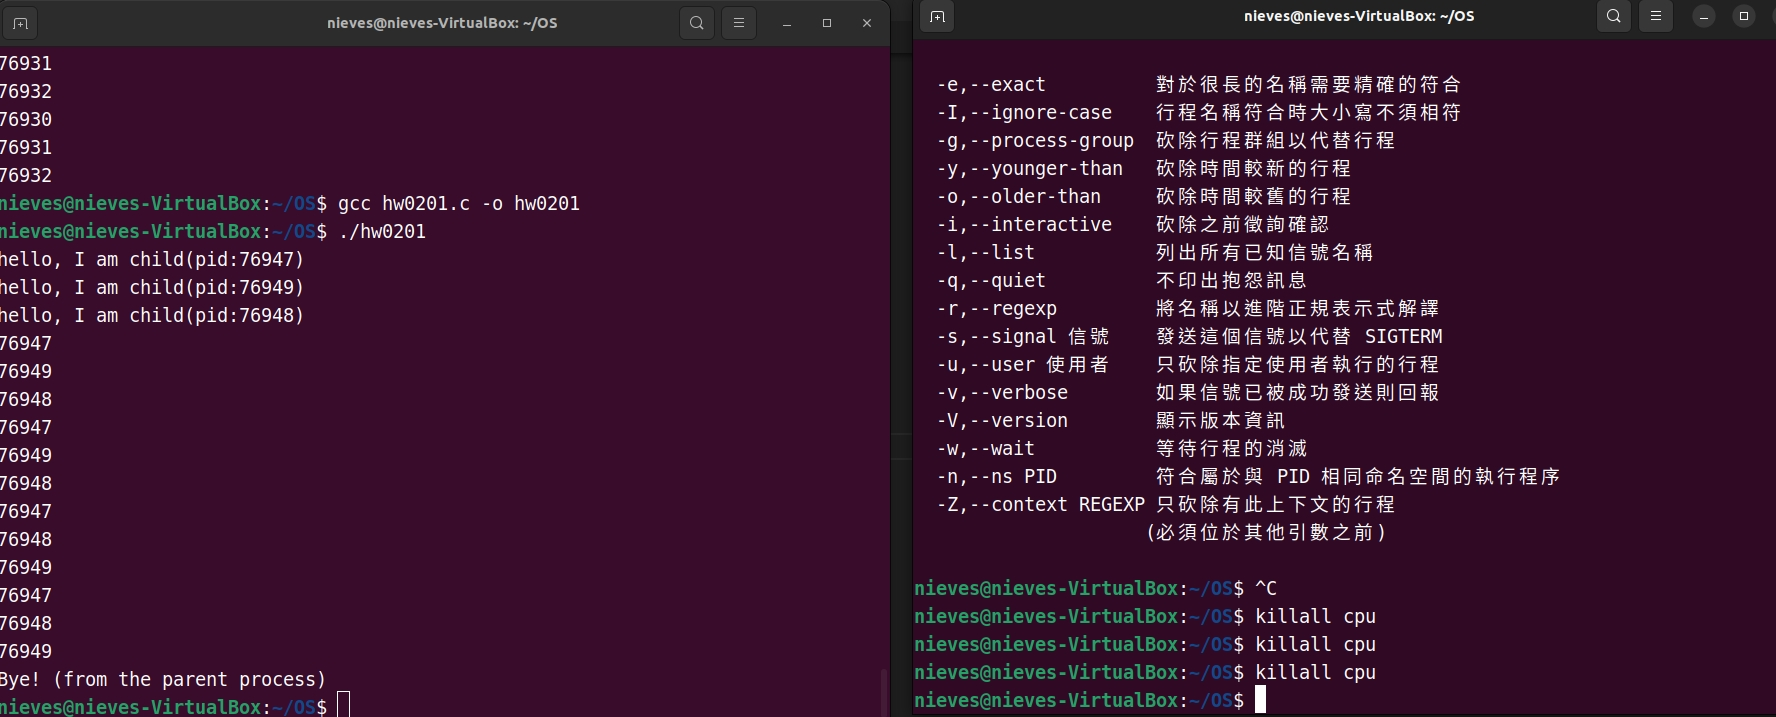 nieves@nieves-VirtualBox: ~/OS
76931
76932
76930
76931
76932
nieves@nieves-VirtualBox:~/OS$ gcc hw0201.c -o hw0201
nieves@nieves-VirtualBox:~/OS$ ./hw0201
hello, I am child(pid:76947)
hello, I am child(pid:76949)
hello, I am child(pid:76948)
76947
76949
76948
76947
76949
76948
76947
76948
76949
76947
76948
76949
Bye! (from the parent process)
nieves@nieves-VirtualBox:~/OS$
nieves@nieves-VirtualBox: ~/OS
-e,--exact 對於很長的名稱需要精確的符合
-I,--ignore-case 行程名稱符合時大小寫不須相符
-g,--process-group 砍除行程群組以代替行程
-y,--younger-than 砍除時間較新的行程
-o,--older-than 砍除時間較舊的行程
-i,--interactive 砍除之前徵詢確認
-l,--list 列出所有已知信號名稱
-q,--quiet 不印出抱怨訊息
-r,--regexp 將名稱以進階正規表示式解譯
-s,--signal 信號 發送這個信號以代替 SIGTERM
-u,--user 使用者 只砍除指定使用者執行的行程
-v,--verbose 如果信號已被成功發送則回報
-V,--version 顯示版本資訊
-w,--wait 等待行程的消滅
-n,--ns PID 符合屬於與 PID 相同命名空間的執行程序
-Z,--context REGEXP 只砍除有此上下文的行程
(必須位於其他引數之前)
nieves@nieves-VirtualBox:~/OS$ ^C
nieves@nieves-VirtualBox:~/OS$ killall cpu
nieves@nieves-VirtualBox:~/OS$ killall cpu
nieves@nieves-VirtualBox:~/OS$ killall cpu
nieves@nieves-VirtualBox:~/OS$